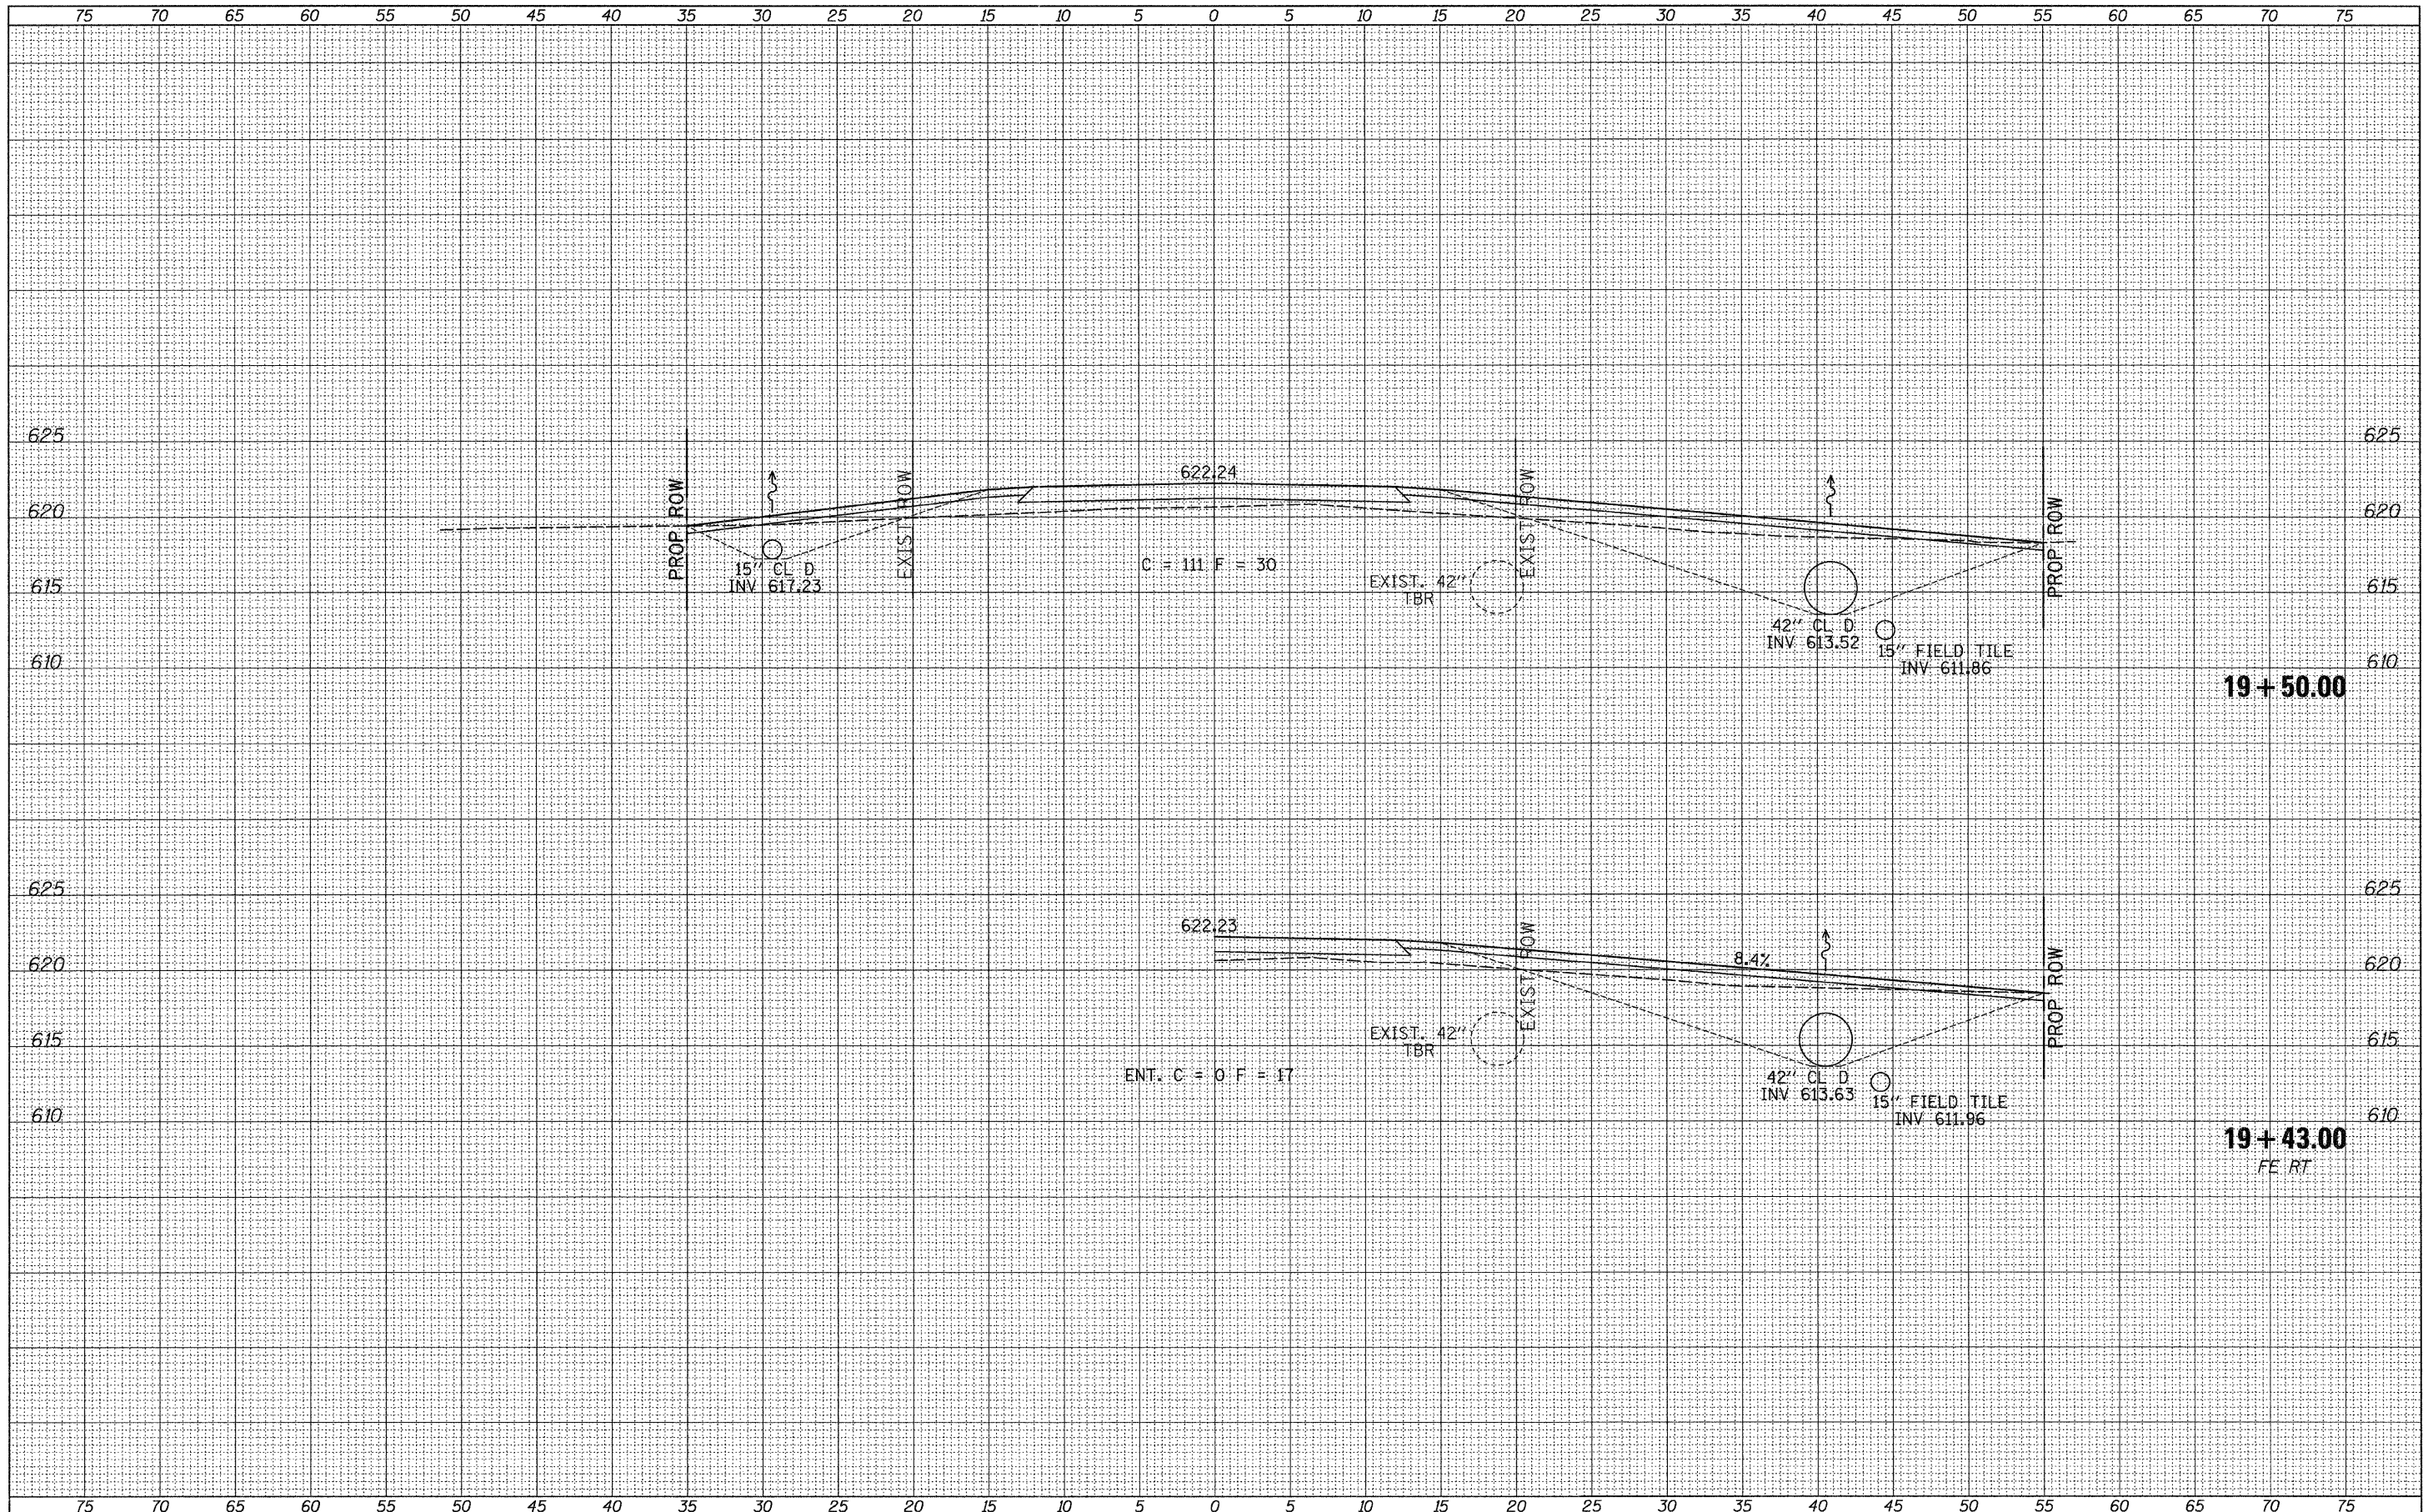 75 70 65 60 55 50 45 40 35 30 25 20 15 10 5 0 5 10 15 20 25 30 35 40 45 50 55 60 65 70 75
625 625
622.24
PROP ROW
EXIST ROW
EXIST ROW
PROP ROW
620 620
C = 111 F = 30
15" CL D
INV 617.23
EXIST. 42"
TBR
615 615
42" CL D
INV 613.52
15" FIELD TILE
INV 611.86
610 610
19+50.00
625 625
622.23
EXIST ROW
PROP ROW
8.4%
620 620
EXIST. 42"
TBR
615 615
ENT. C = 0 F = 17
42" CL D
INV 613.63
15" FIELD TILE
INV 611.96
610 610
19+43.00
FE RT
75 70 65 60 55 50 45 40 35 30 25 20 15 10 5 0 5 10 15 20 25 30 35 40 45 50 55 60 65 70 75